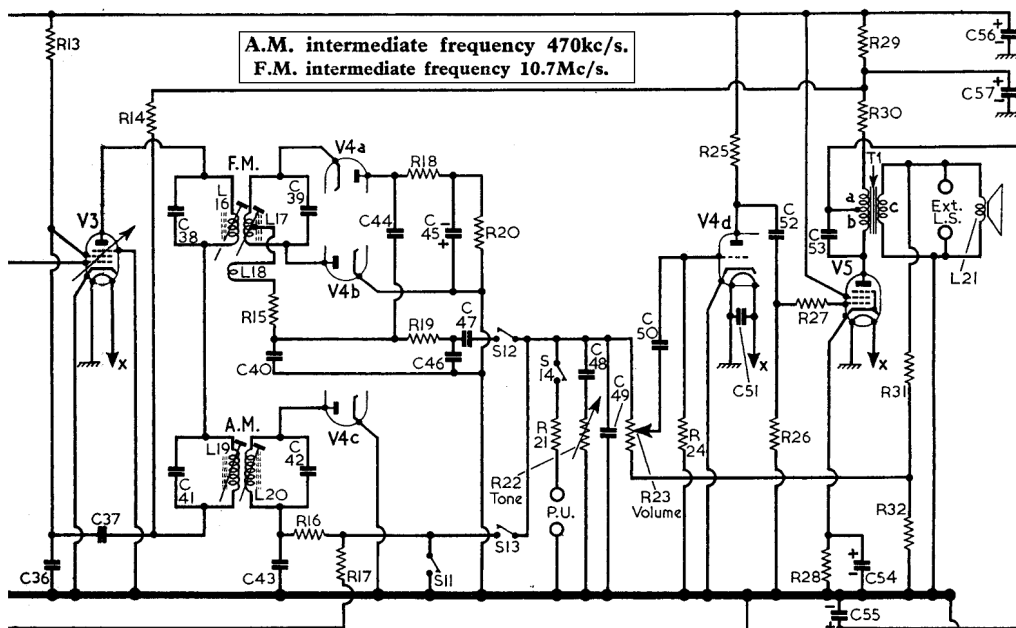 A.M. intermediate frequency 470kc/s.
F.M. intermediate frequency 10.7Mc/s.
R13
R29
C56
C57
R14
R30
F.M.
V4a
R18
R25
T1
V3
C38
L16
L17
C39
C44
C45
R20
V4d
C52
a
b
c
Ext.
L.S.
C53
V5
L21
L18
V4b
R15
R19
C47
S12
C50
R27
X
C40
C46
S14
C48
C49
C51
X
X
R31
A.M.
V4c
L19
C41
C42
L20
R21
R22
Tone
R23
Volume
R24
R26
P.U.
C37
R16
S13
R32
C36
C43
R17
S11
R28
C54
C55